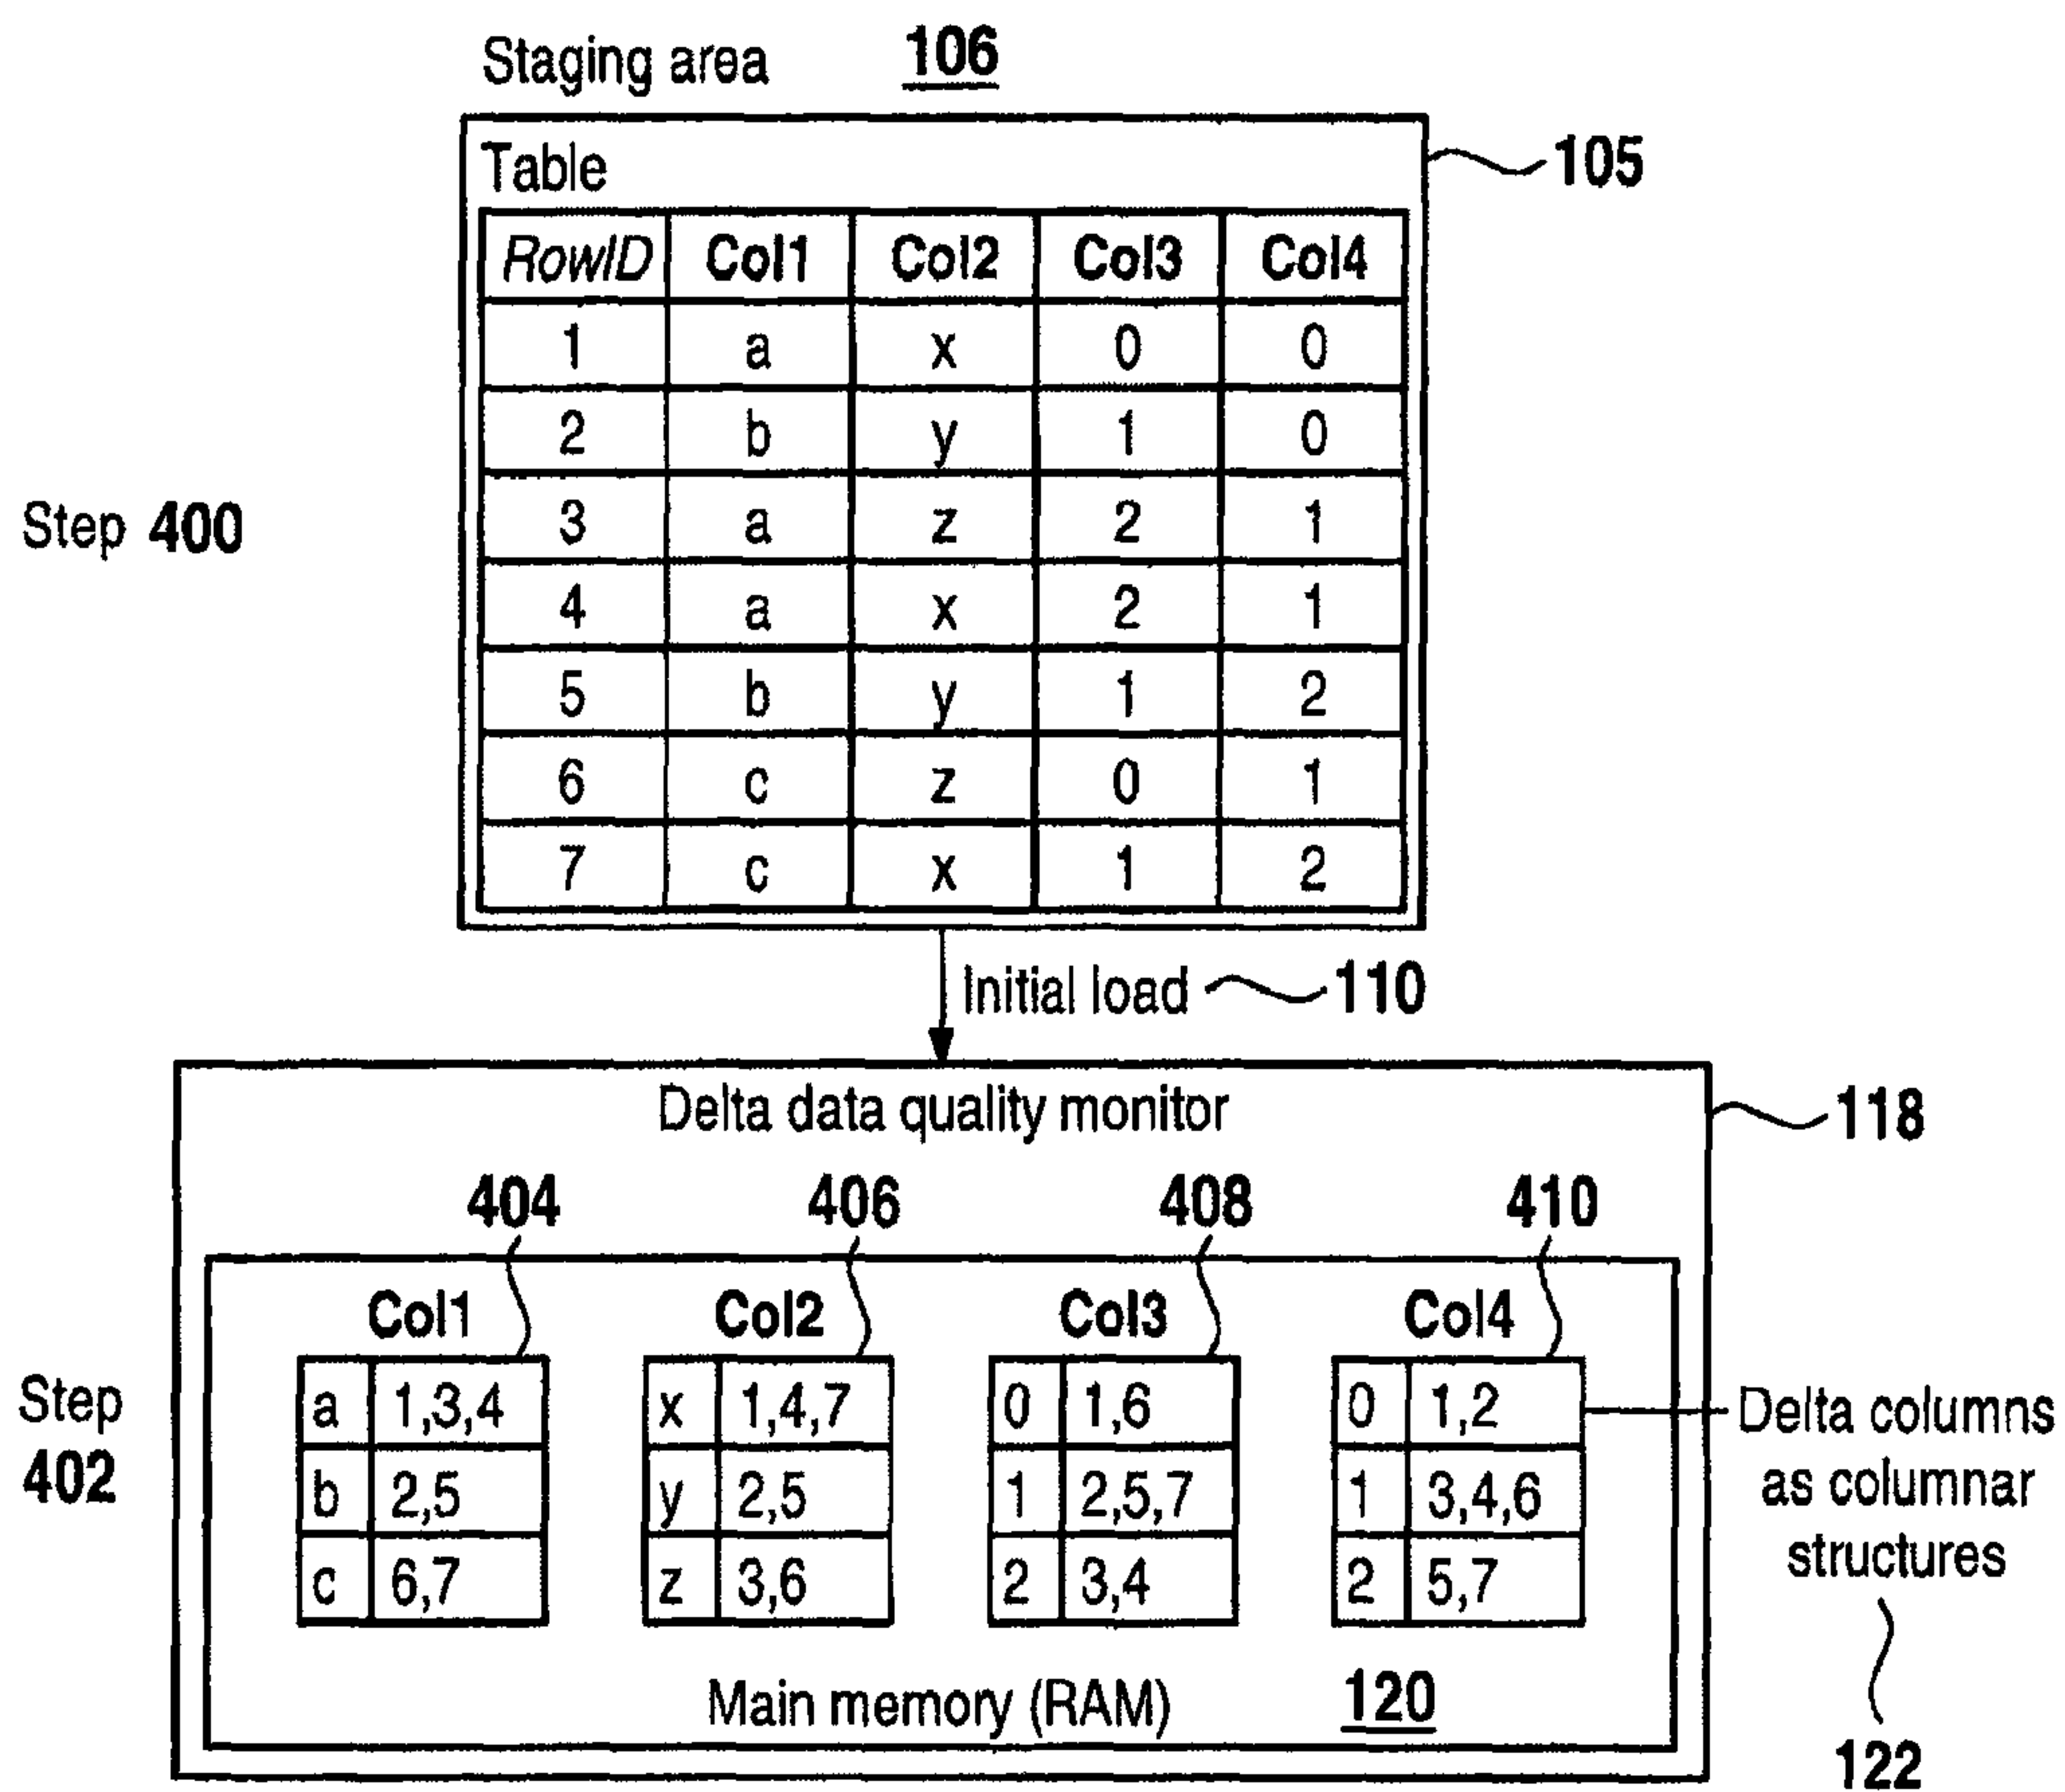 Staging area 106
Table
105
RowID Col1 Col2 Col3 Col4
1 a x 0 0
2 b y 1 0
Step 400
3 a z 2 1
4 a x 2 1
5 b y 1 2
6 c z 0 1
7 c x 1 2
Initial load 110
Delta data quality monitor
118
404 406 408 410
Col1 Col2 Col3 Col4
Step
402
a 1,3,4 x 1,4,7 0 1,6 0 1,2
b 2,5 y 2,5 1 2,5,7 1 3,4,6
c 6,7 z 3,6 2 3,4 2 5,7
Delta columns
as columnar
structures
122
Main memory (RAM) 120